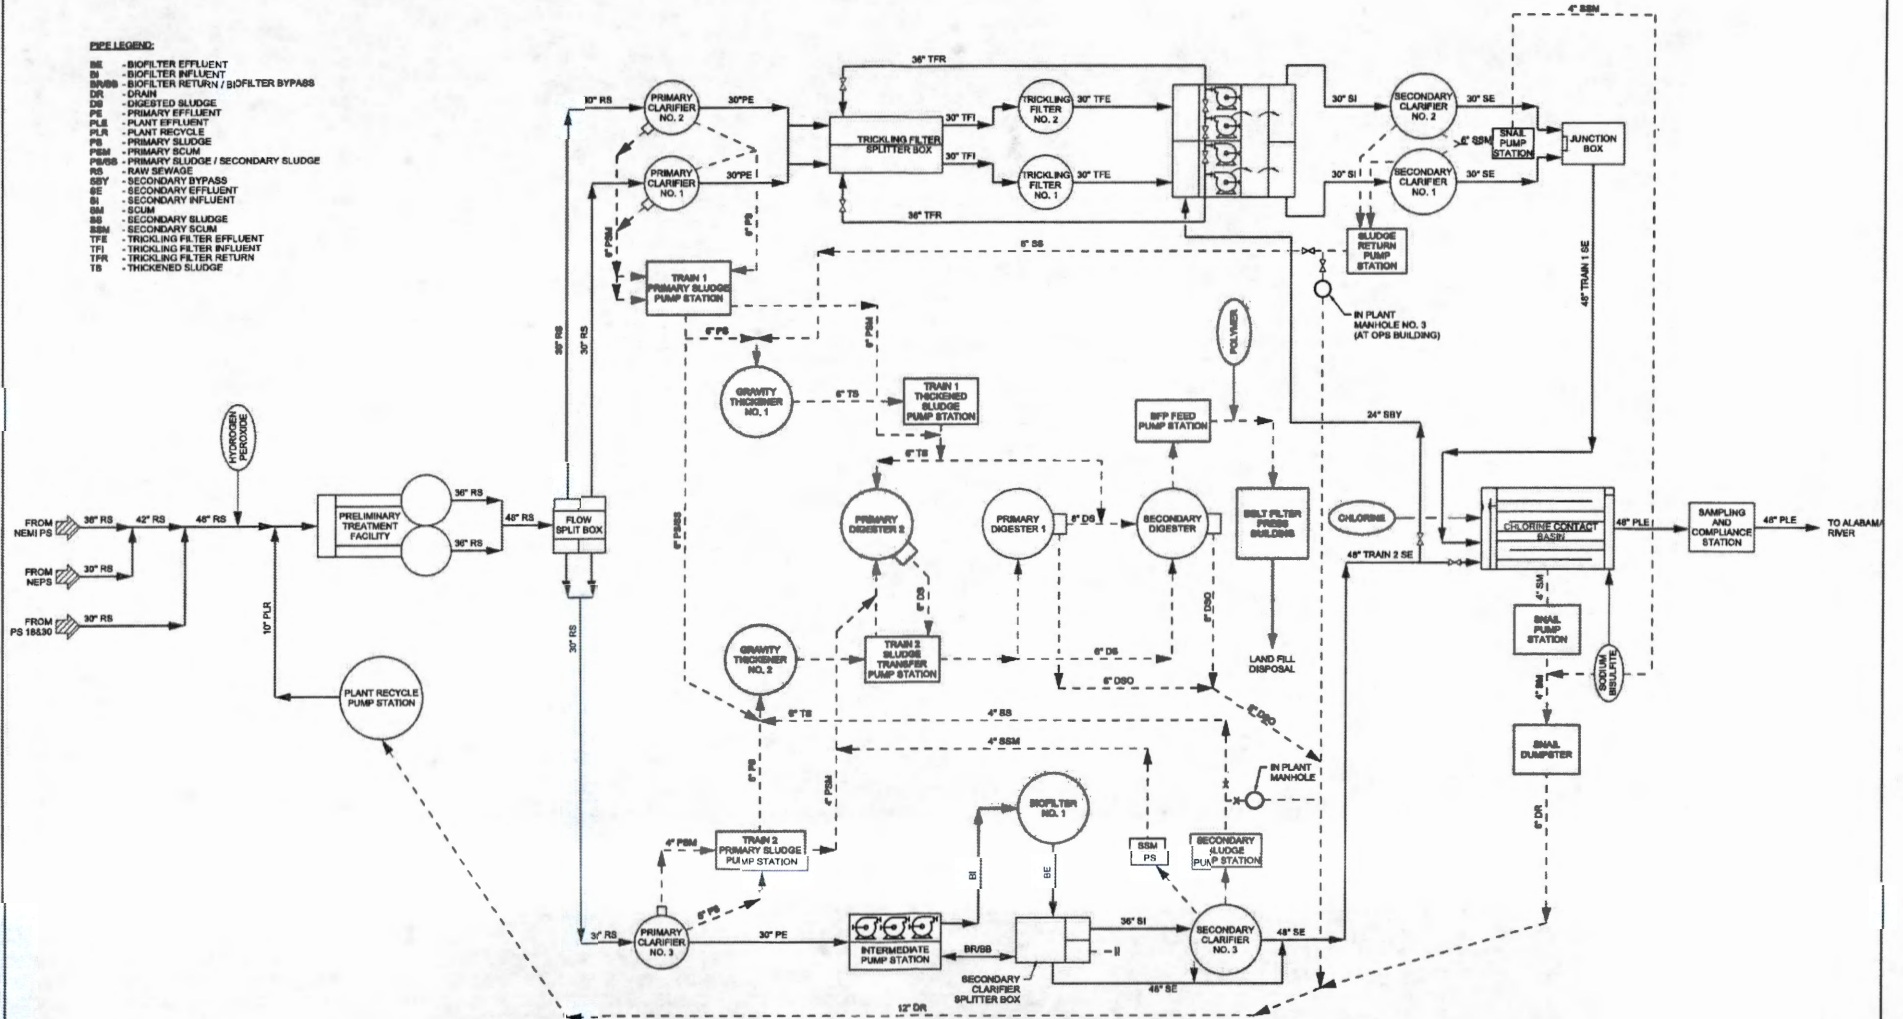 PIPE LEGEND:
BE - BIOFILTER EFFLUENT
BI - BIOFILTER INFLUENT
BR/BB - BIOFILTER RETURN / BIOFILTER BYPASS
DR - DRAIN
DS - DIGESTED SLUDGE
PE - PRIMARY EFFLUENT
PLE - PLANT EFFLUENT
PLR - PLANT RECYCLE
PS - PRIMARY SLUDGE
PSM - PRIMARY SCUM
PS/SS - PRIMARY SLUDGE / SECONDARY SLUDGE
RS - RAW SEWAGE
SBY - SECONDARY BYPASS
SE - SECONDARY EFFLUENT
SI - SECONDARY INFLUENT
SM - SCUM
SS - SECONDARY SLUDGE
SSM - SECONDARY SCUM
TFE - TRICKLING FILTER EFFLUENT
TFI - TRICKLING FILTER INFLUENT
TFR - TRICKLING FILTER RETURN
TS - THICKENED SLUDGE
4" SSM
36" TFR
30" RS
PRIMARY
CLARIFIER
NO. 2
30"PE
30" TFI
TRICKLING
FILTER
NO. 2
30" TFE
30" SI
SECONDARY
CLARIFIER
NO. 2
30" SE
TRICKLING FILTER
SPLITTER BOX
6" SSM
SNAIL
PUMP
STATION
JUNCTION
BOX
PRIMARY
CLARIFIER
NO. 1
30"PE
30" TFI
TRICKLING
FILTER
NO. 1
30" TFE
30" SI
SECONDARY
CLARIFIER
NO. 1
30" SE
36" TFR
6" PSM
6" PS
6" SS
SLUDGE
RETURN
PUMP
STATION
48" TRAIN 1 SE
TRAIN 1
PRIMARY SLUDGE
PUMP STATION
IN PLANT
MANHOLE NO. 3
(AT OPS BUILDING)
36" RS
30" RS
6" PS
6" PSM
POLYMER
GRAVITY
THICKENER
NO. 1
6" TS
TRAIN 1
THICKENED
SLUDGE
PUMP STATION
BFP FEED
PUMP STATION
24" SBY
HYDROGEN
PEROXIDE
6" TS
FROM
NEMI PS
36" RS
42" RS
48" RS
PRELIMINARY
TREATMENT
FACILITY
36" RS
36" RS
48" RS
FLOW
SPLIT BOX
6" PS/SS
PRIMARY
DIGESTER 2
PRIMARY
DIGESTER 1
8" DS
SECONDARY
DIGESTER
BELT FILTER
PRESS
BUILDING
CHLORINE
CHLORINE CONTACT
BASIN
48" PLE
SAMPLING
AND
COMPLIANCE
STATION
48" PLE
TO ALABAMA
RIVER
48" TRAIN 2 SE
FROM
NEPS
30" RS
FROM
PS 18&30
30" RS
10" PLR
30" RS
6" DS
6" DSO
4" SM
SNAIL
PUMP
STATION
SODIUM
BISULFITE
GRAVITY
THICKENER
NO. 2
TRAIN 2
SLUDGE
TRANSFER
PUMP STATION
6" DS
LAND FILL
DISPOSAL
PLANT RECYCLE
PUMP STATION
6" DSO
6" DSO
4" SM
6" TS
4" SS
SNAIL
DUMPSTER
4" SSM
6" PS
4" PSM
IN PLANT
MANHOLE
BIOFILTER
NO. 1
6" DR
4" PSM
TRAIN 2
PRIMARY SLUDGE
PUMP STATION
SSM
PS
SECONDARY
SLUDGE
PUMP STATION
BI
BE
6" PS
RS
PRIMARY
CLARIFIER
NO. 3
30" PE
INTERMEDIATE
PUMP STATION
BR/BB
36" SI
SECONDARY
CLARIFIER
NO. 3
48" SE
SECONDARY
CLARIFIER
SPLITTER BOX
48" SE
12" DR